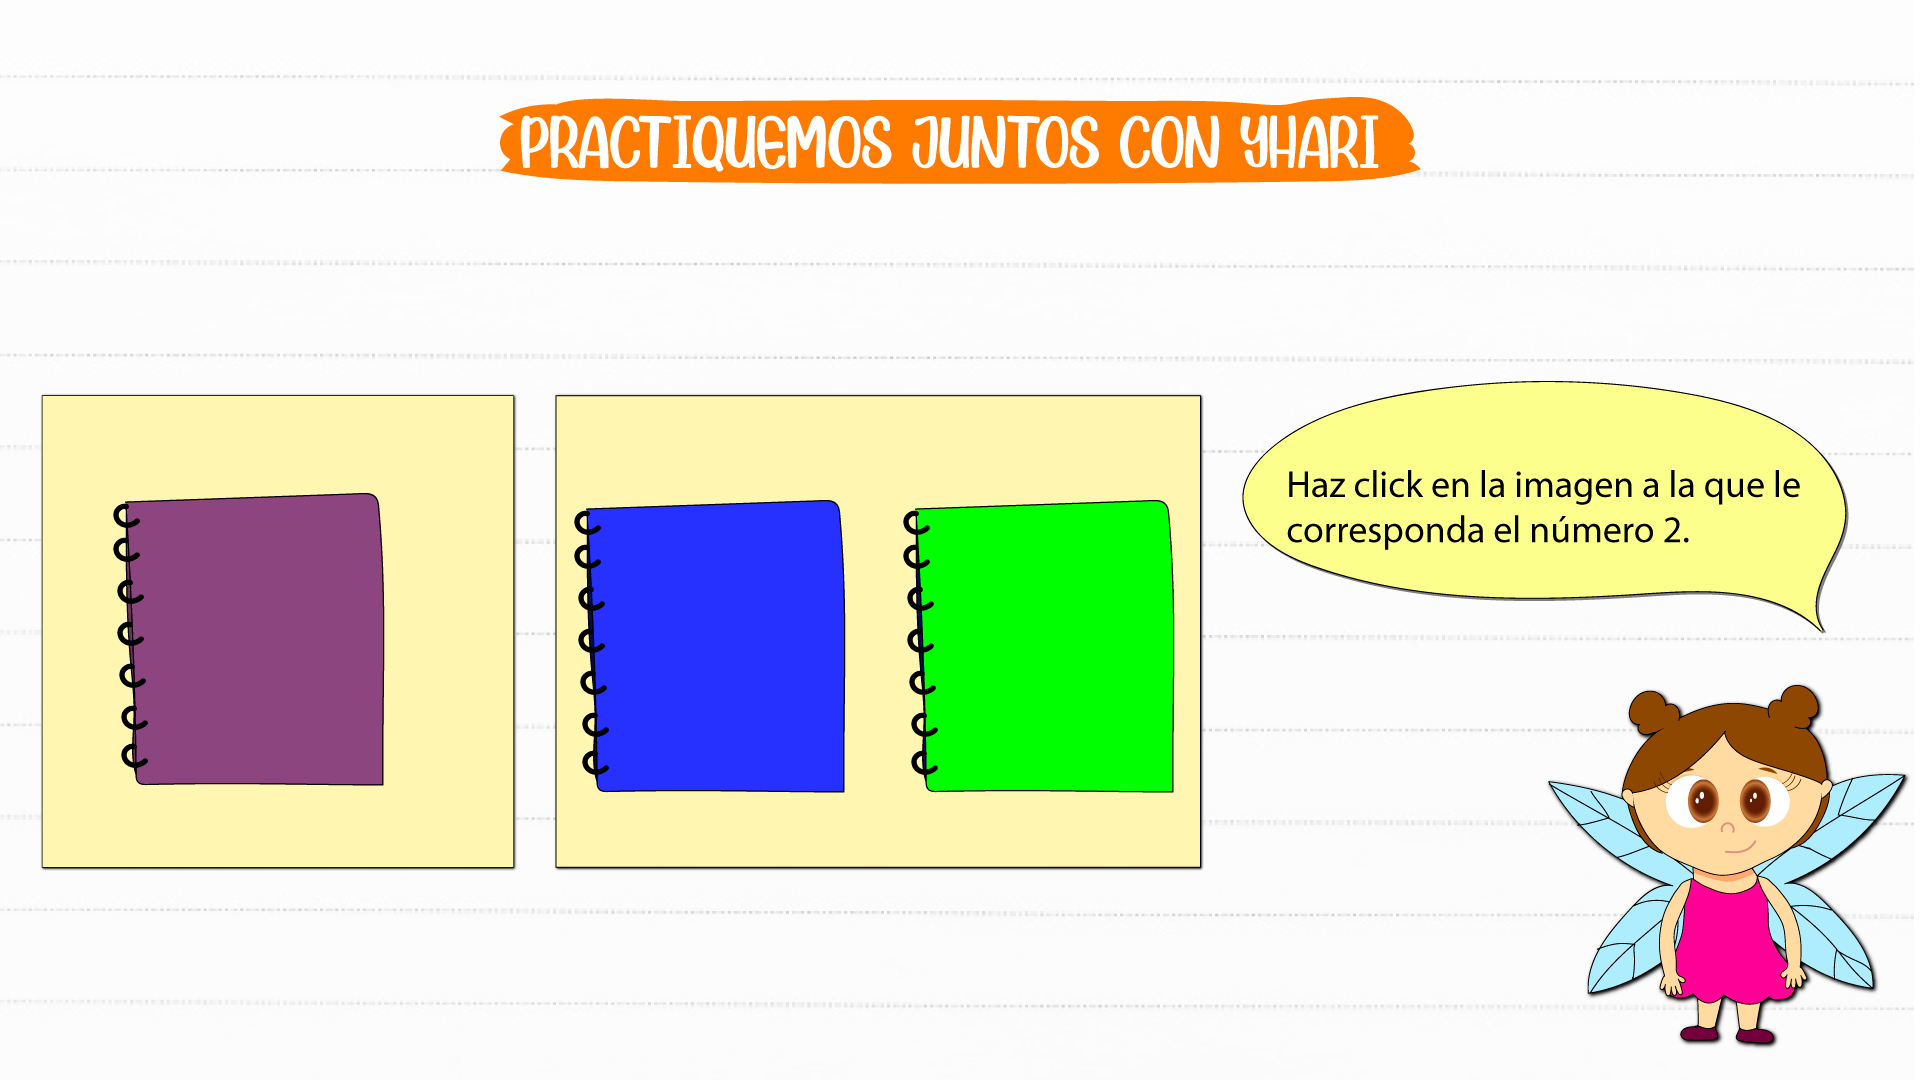 PRACTIQUEMOS JUNTOS CON YHARI
Haz click en la imagen a la que le
corresponda el número 2.